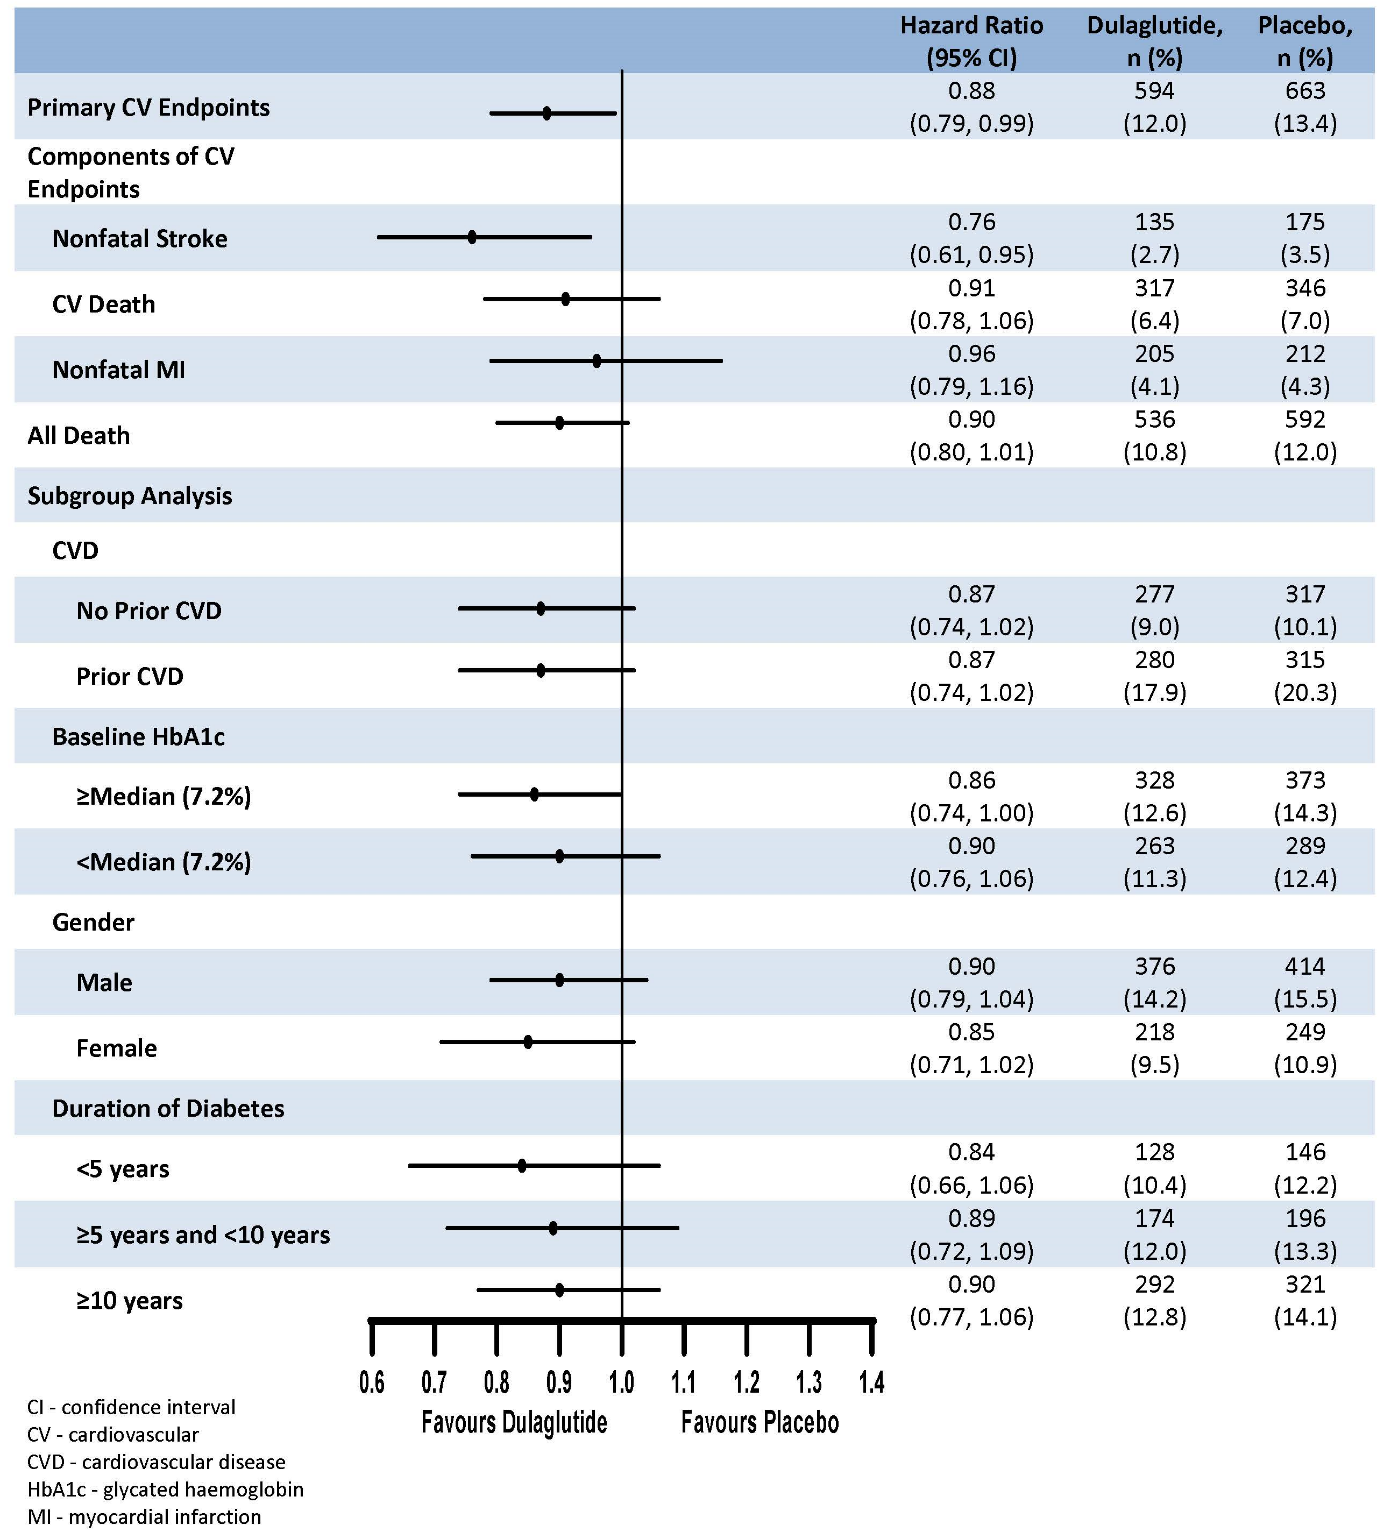 Hazard Ratio Dulaglutide, Placebo,
(95% CI) n (%) n (%)
Primary CV Endpoints 0.88 594 663
(0.79, 0.99) (12.0) (13.4)
Components of CV
Endpoints
Nonfatal Stroke 0.76 135 175
(0.61, 0.95) (2.7) (3.5)
CV Death 0.91 317 346
(0.78, 1.06) (6.4) (7.0)
Nonfatal MI 0.96 205 212
(0.79, 1.16) (4.1) (4.3)
All Death 0.90 536 592
(0.80, 1.01) (10.8) (12.0)
Subgroup Analysis
CVD
No Prior CVD 0.87 277 317
(0.74, 1.02) (9.0) (10.1)
Prior CVD 0.87 280 315
(0.74, 1.02) (17.9) (20.3)
Baseline HbA1c
≥Median (7.2%) 0.86 328 373
(0.74, 1.00) (12.6) (14.3)
<Median (7.2%) 0.90 263 289
(0.76, 1.06) (11.3) (12.4)
Gender
Male 0.90 376 414
(0.79, 1.04) (14.2) (15.5)
Female 0.85 218 249
(0.71, 1.02) (9.5) (10.9)
Duration of Diabetes
<5 years 0.84 128 146
(0.66, 1.06) (10.4) (12.2)
≥5 years and <10 years 0.89 174 196
(0.72, 1.09) (12.0) (13.3)
≥10 years 0.90 292 321
(0.77, 1.06) (12.8) (14.1)
0.6 0.7 0.8 0.9 1.0 1.1 1.2 1.3 1.4
Favours Dulaglutide Favours Placebo
CI - confidence interval
CV - cardiovascular
CVD - cardiovascular disease
HbA1c - glycated haemoglobin
MI - myocardial infarction